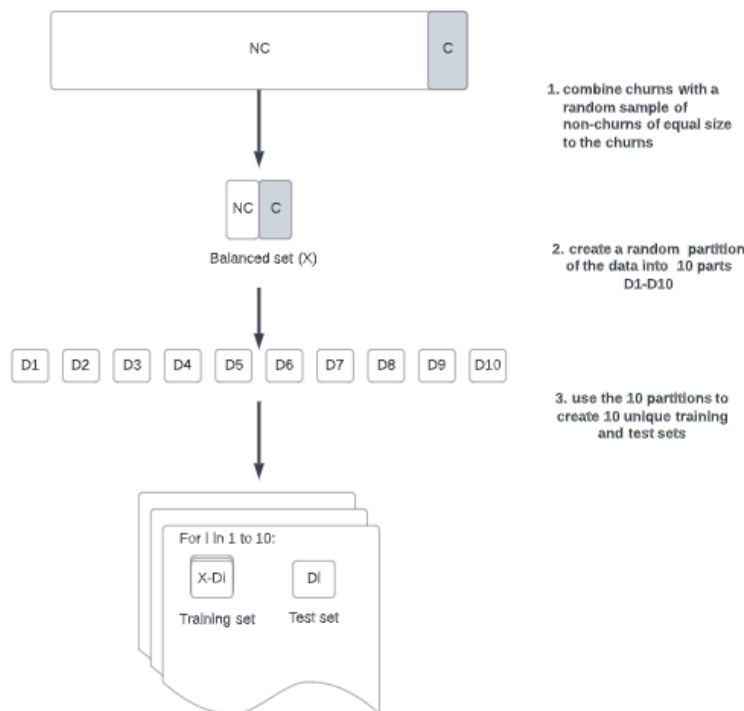 NC C
1. combine churns with a
random sample of
non-churns of equal size
to the churns
NC C
Balanced set (X)
2. create a random partition
of the data into 10 parts
D1-D10
D1 D2 D3 D4 D5 D6 D7 D8 D9 D10
3. use the 10 partitions to
create 10 unique training
and test sets
For I in 1 to 10:
X-Di Di
Training set Test set